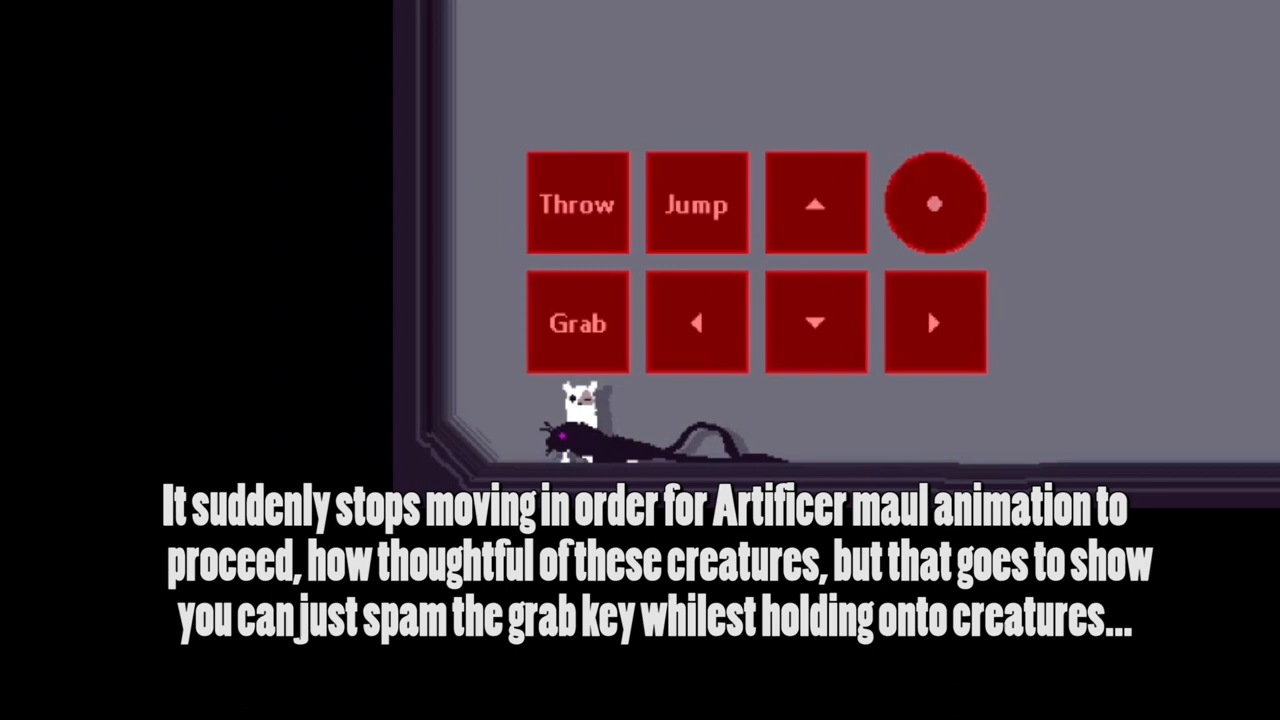 Throw Jump
Grab
It suddenly stops moving in order for Artificer maul animation to
proceed, how thoughtful of these creatures, but that goes to show
you can just spam the grab key whilest holding onto creatures...